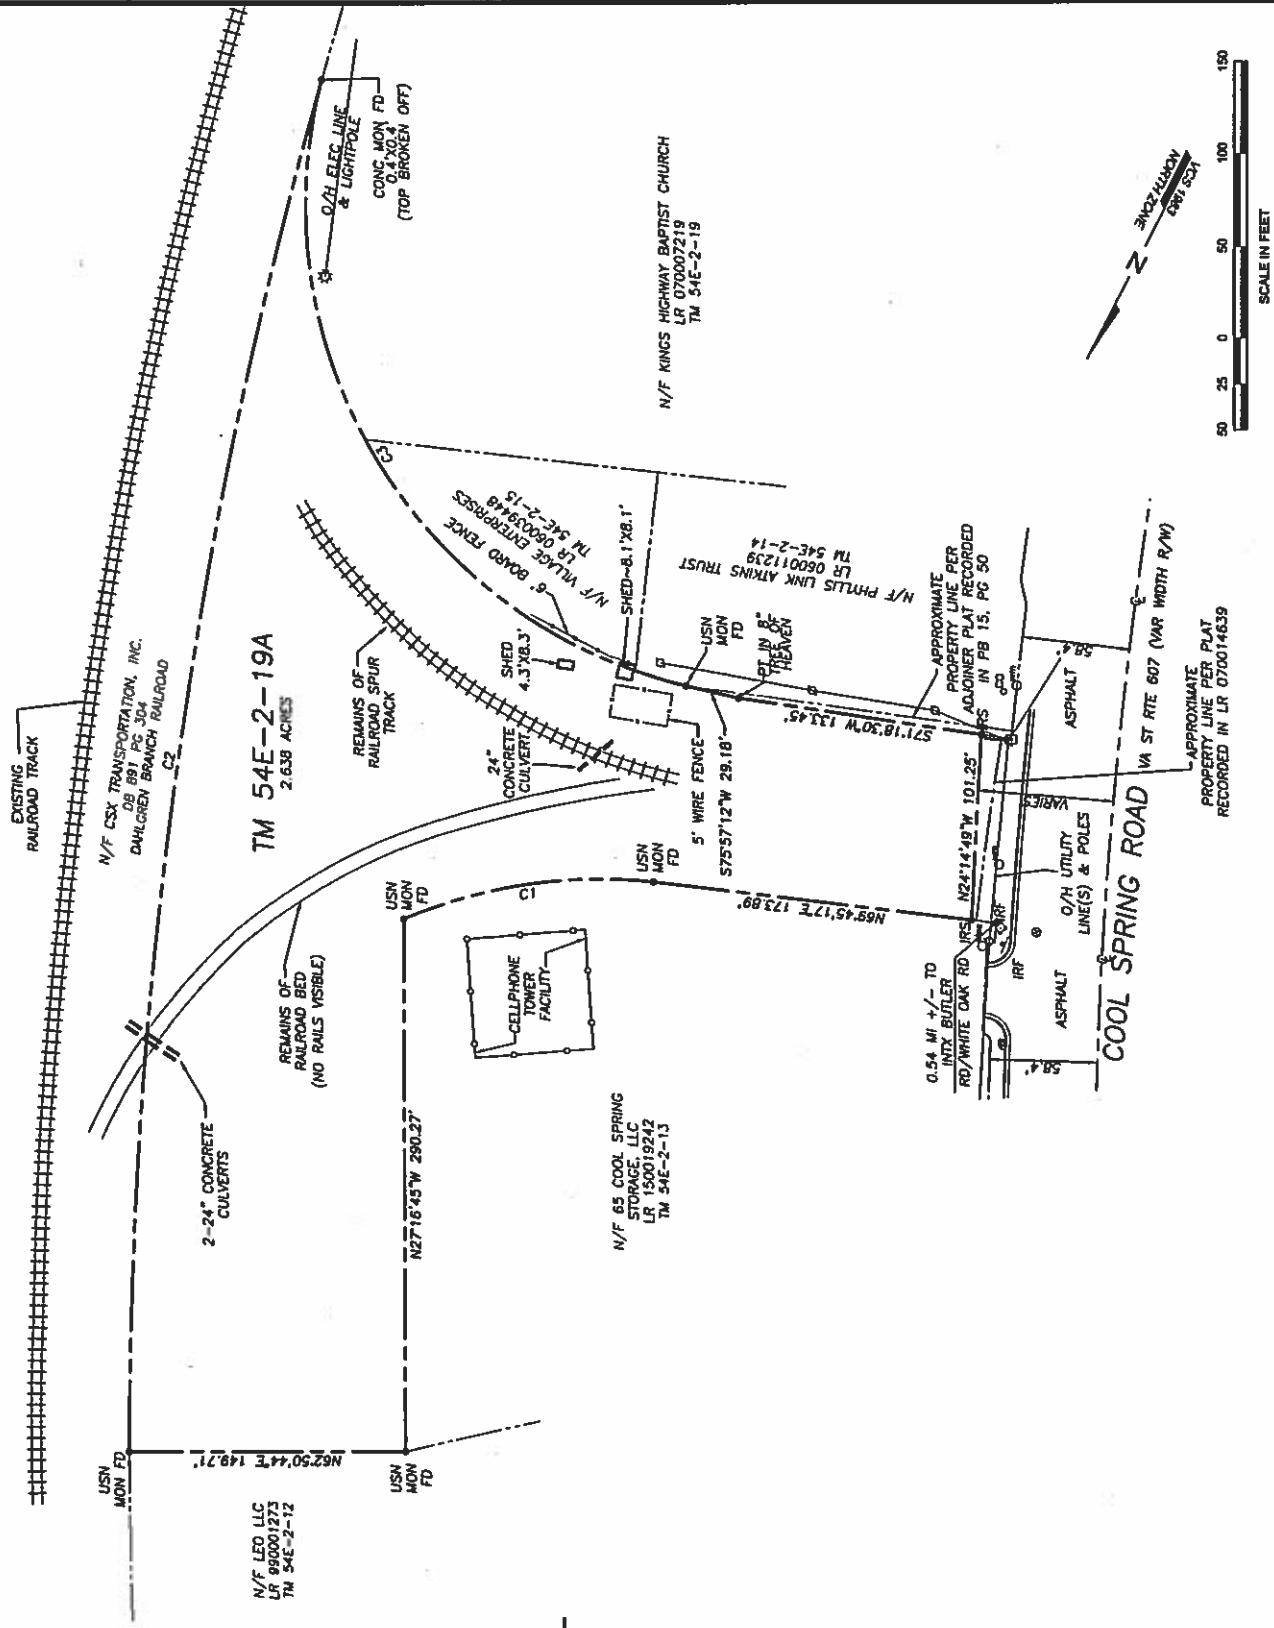 EXISTING
RAILROAD TRACK
N/F CSX TRANSPORTATION, INC.
DB 891 PG 304
DAHLGREN BRANCH RAILROAD
C2
O/H ELEC LINE
& LIGHTPOLE
CONC MON FD
0.4'X0.4'
(TOP BROKEN OFF)
TM 54E-2-19A
2.638 ACRES
REMAINS OF
RAILROAD SPUR
TRACK
C3
N/F VILLAGE ENTERPRISES
LR 060039448
TM 54E-2-15
6' BOARD FENCE
N/F KINGS HIGHWAY BAPTIST CHURCH
LR 070007219
TM 54E-2-19
SHED
4.3'X8.3'
SHED~8.1'X8.1'
24"
CONCRETE
CULVERT
5' WIRE FENCE
USN
MON
FD
PT IN 8"
TREE OF
HEAVEN
N/F PHYLLIS LINK ATKINS TRUST
LR 060011239
TM 54E-2-14
S75°57'12"W 29.18'
S71°18'30"W 133.45'
APPROXIMATE
PROPERTY LINE PER
ADJOINER PLAT RECORDED
IN PB 15, PG 50
IRS
N24°14'49"W 101.25'
IRS
IRF
IRF
VARIES
USN
MON
FD
C1
USN
MON
FD
N69°45'17"E 173.89'
CELLPHONE
TOWER
FACILITY
REMAINS OF
RAILROAD BED
(NO RAILS VISIBLE)
2-24" CONCRETE
CULVERTS
N27°16'45"W 290.27'
N/F 65 COOL SPRING
STORAGE, LLC
LR 150019242
TM 54E-2-13
N62°50'44"E 149.71'
USN
MON FD
USN
MON
FD
N/F LEO LLC
LR 990001273
TM 54E-2-12
0.54 MI +/- TO
INTX BUTLER
RD/WHITE OAK RD
O/H UTILITY
LINE(S) & POLES
ASPHALT
ASPHALT
58.4'
58.4'
COOL SPRING ROAD
VA ST RTE 607 (VAR WIDTH R/W)
APPROXIMATE
PROPERTY LINE PER PLAT
RECORDED IN LR 070014639
N
VCS 1983
NORTH ZONE
50 25 0 50 100 150
SCALE IN FEET